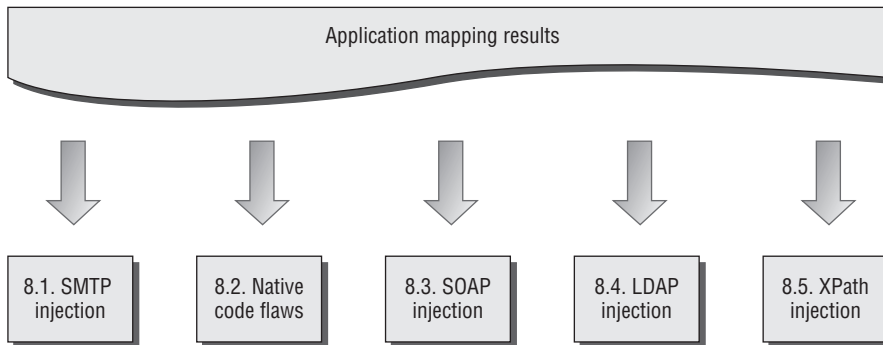 Application mapping results
8.1. SMTP
injection
8.2. Native
code flaws
8.3. SOAP
injection
8.4. LDAP
injection
8.5. XPath
injection